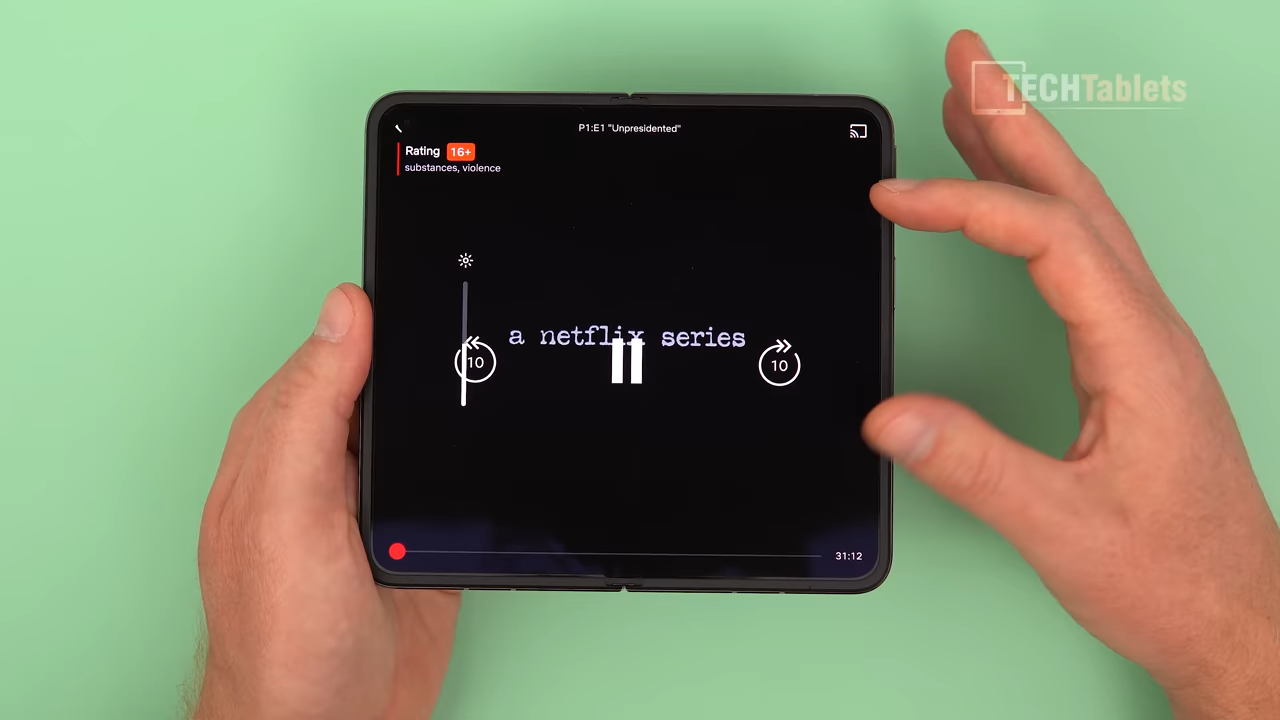 TECHTablets
P1:E1 "Unpresidented"
Rating 16+
substances, violence
a netflix series
10
10
31:12